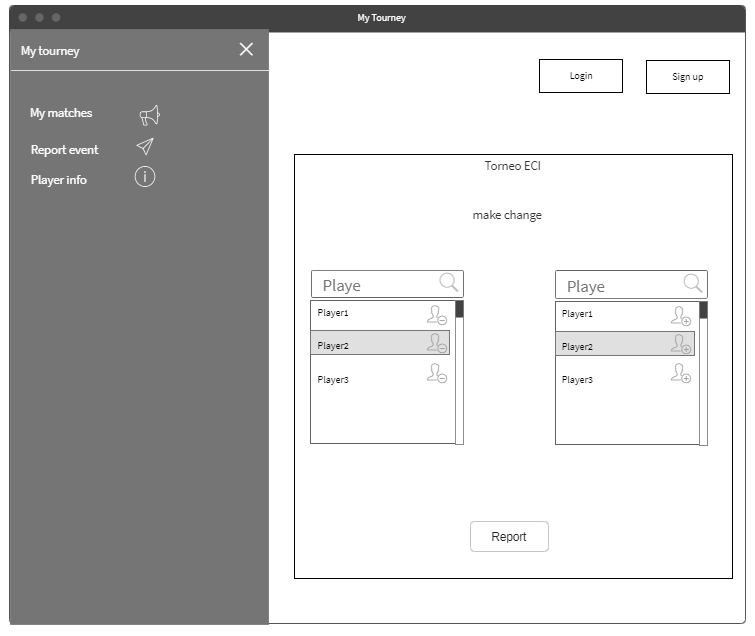 My Tourney
My tourney
My matches
Report event
Player info
Login
Sign up
Torneo ECI
make change
Playe
Player1
Player2
Player3
Playe
Player1
Player2
Player3
Report